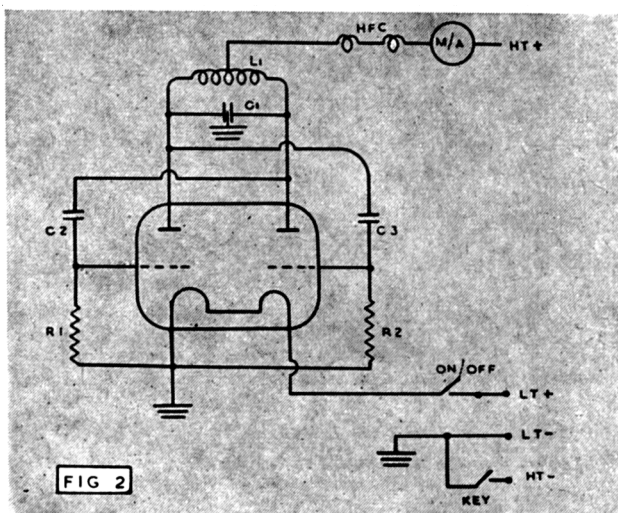 HFC
M/A
HT+
L1
C1
C2
C3
R1
R2
ON/OFF
LT+
LT-
HT-
KEY
FIG 2